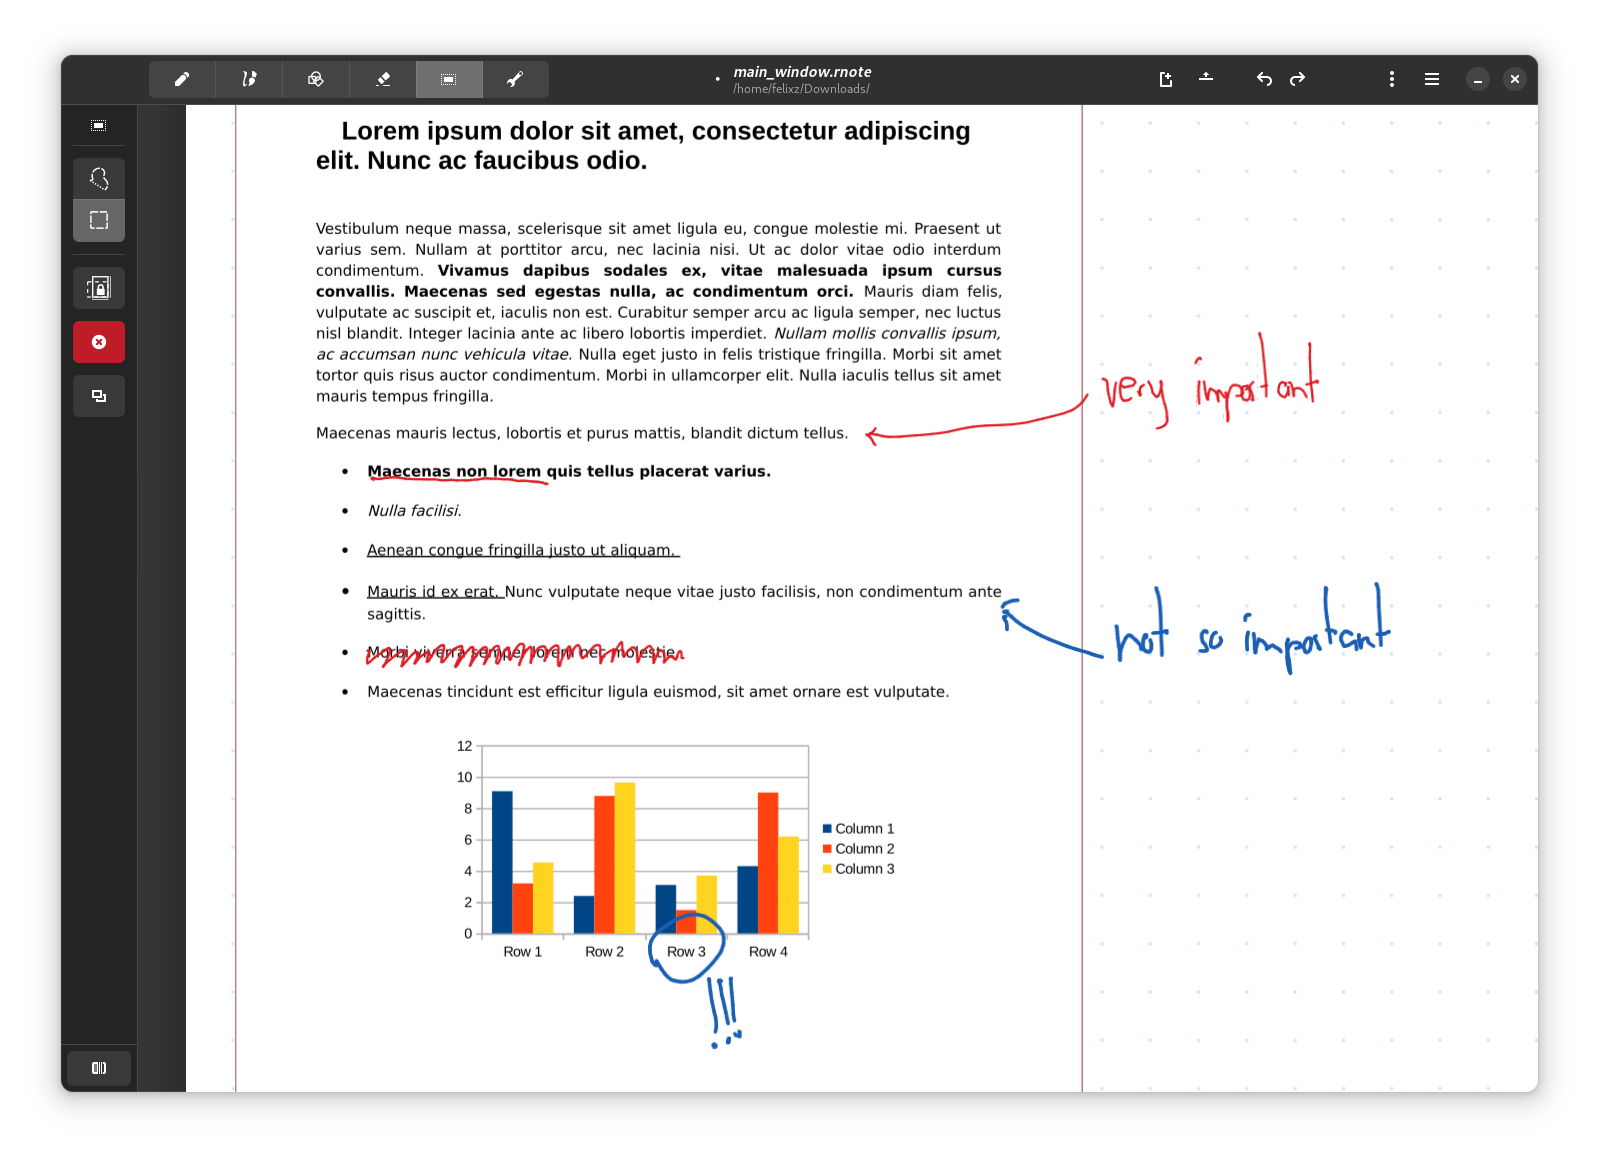 main_window.rnote
/home/felixz/Downloads/
Lorem ipsum dolor sit amet, consectetur adipiscing
elit. Nunc ac faucibus odio.
Vestibulum neque massa, scelerisque sit amet ligula eu, congue molestie mi. Praesent ut
varius sem. Nullam at porttitor arcu, nec lacinia nisi. Ut ac dolor vitae odio interdum
condimentum. Vivamus dapibus sodales ex, vitae malesuada ipsum cursus
convallis. Maecenas sed egestas nulla, ac condimentum orci. Mauris diam felis,
vulputate ac suscipit et, iaculis non est. Curabitur semper arcu ac ligula semper, nec luctus
nisl blandit. Integer lacinia ante ac libero lobortis imperdiet. Nullam mollis convallis ipsum,
ac accumsan nunc vehicula vitae. Nulla eget justo in felis tristique fringilla. Morbi sit amet
tortor quis risus auctor condimentum. Morbi in ullamcorper elit. Nulla iaculis tellus sit amet
mauris tempus fringilla.
very important
Maecenas mauris lectus, lobortis et purus mattis, blandit dictum tellus.
• Maecenas non lorem quis tellus placerat varius.
• Nulla facilisi.
• Aenean congue fringilla justo ut aliquam.
• Mauris id ex erat. Nunc vulputate neque vitae justo facilisis, non condimentum ante
sagittis.
not so important
• Morbi viverra semper lorem nec molestie.
• Maecenas tincidunt est efficitur ligula euismod, sit amet ornare est vulputate.
12
10
8
6
4
2
0
Row 1 Row 2 Row 3 Row 4
Column 1
Column 2
Column 3
!!!